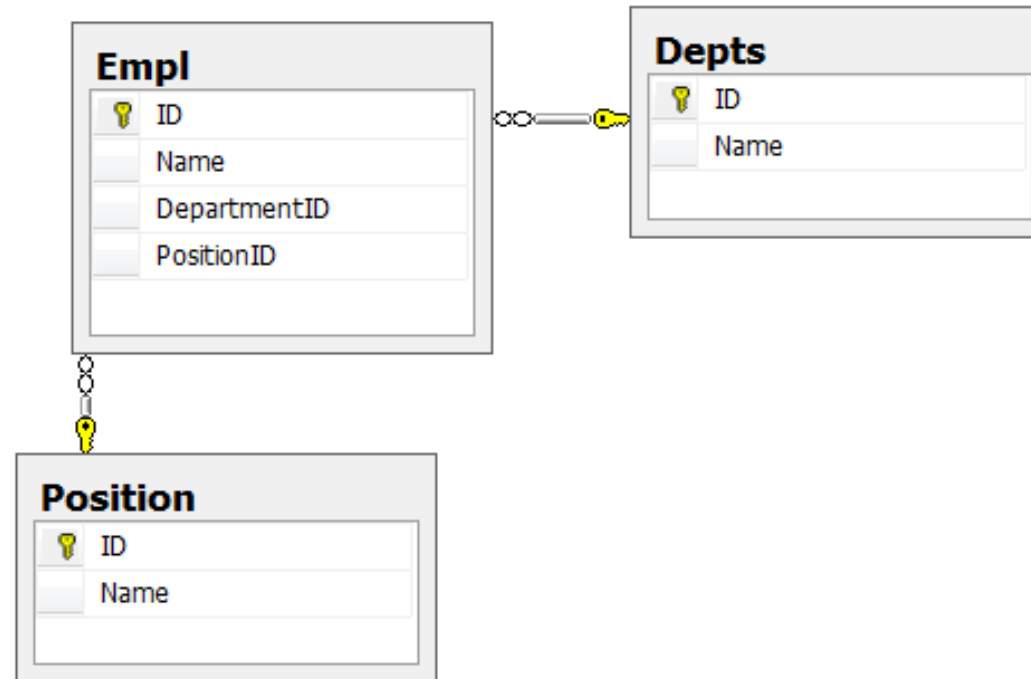 Empl
ID
Name
DepartmentID
PositionID
Depts
ID
Name
Position
ID
Name